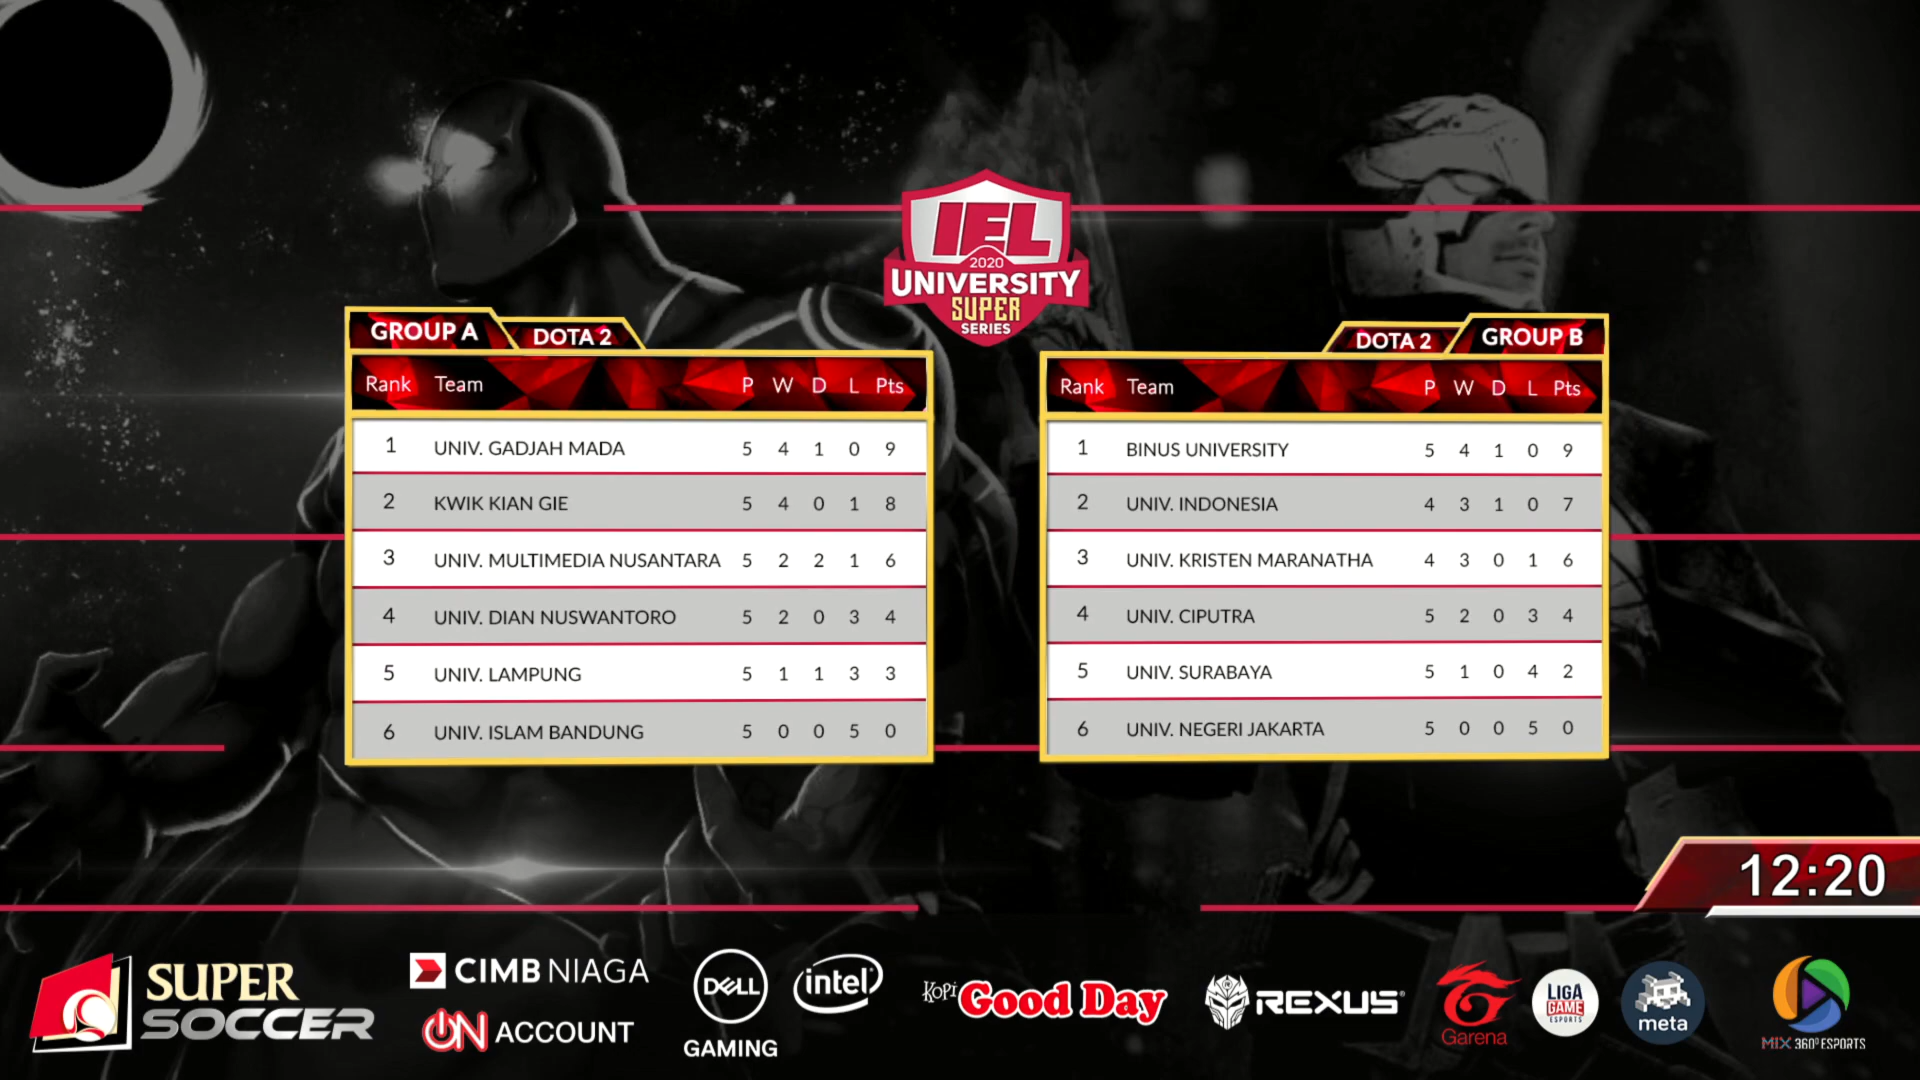 IEL
2020
UNIVERSITY
SUPER
SERIES
GROUP A DOTA 2
Rank Team P W D L Pts
1 UNIV. GADJAH MADA 5 4 1 0 9
2 KWIK KIAN GIE 5 4 0 1 8
3 UNIV. MULTIMEDIA NUSANTARA 5 2 2 1 6
4 UNIV. DIAN NUSWANTORO 5 2 0 3 4
5 UNIV. LAMPUNG 5 1 1 3 3
6 UNIV. ISLAM BANDUNG 5 0 0 5 0
DOTA 2 GROUP B
Rank Team P W D L Pts
1 BINUS UNIVERSITY 5 4 1 0 9
2 UNIV. INDONESIA 4 3 1 0 7
3 UNIV. KRISTEN MARANATHA 4 3 0 1 6
4 UNIV. CIPUTRA 5 2 0 3 4
5 UNIV. SURABAYA 5 1 0 4 2
6 UNIV. NEGERI JAKARTA 5 0 0 5 0
12:20
SUPER
SOCCER
CIMB NIAGA
ON ACCOUNT
DELL
GAMING
intel
Kopi Good Day
REXUS
Garena
LIGA
GAME
ESPORTS
meta
MIX 360° ESPORTS